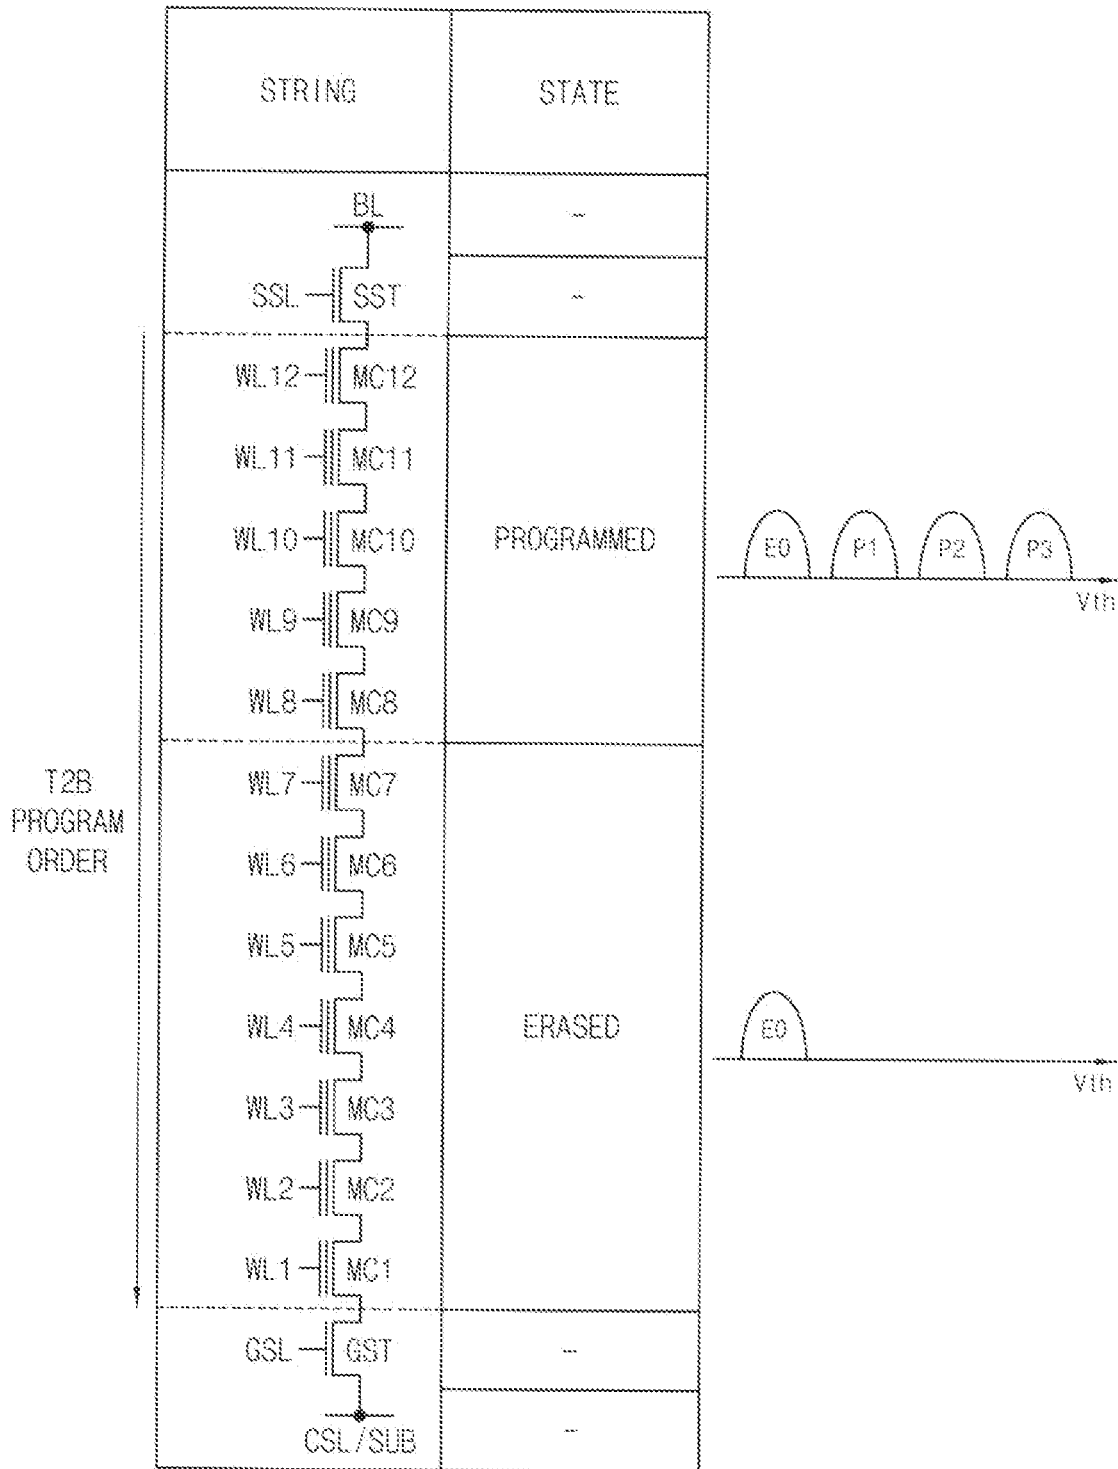 STRING STATE
BL -
SSL SST -
WL12 MC12
WL11 MC11
WL10 MC10 PROGRAMMED E0 P1 P2 P3
Vth
WL9 MC9
WL8 MC8
WL7 MC7
T2B
PROGRAM
ORDER
WL6 MC6
WL5 MC5
WL4 MC4 ERASED E0
Vth
WL3 MC3
WL2 MC2
WL1 MC1
GSL GST -
CSL/SUB -